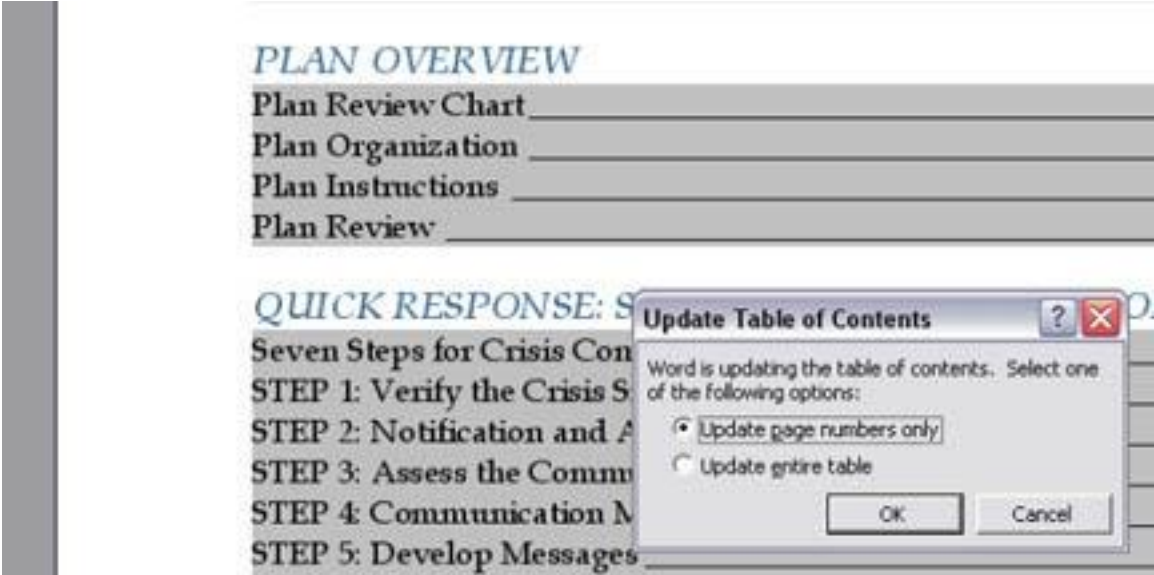 PLAN OVERVIEW
Plan Review Chart
Plan Organization
Plan Instructions
Plan Review
QUICK RESPONSE: S
Seven Steps for Crisis Con
STEP 1: Verify the Crisis S
STEP 2: Notification and A
STEP 3: Assess the Commu
STEP 4: Communication M
STEP 5: Develop Messages
Update Table of Contents
?
Word is updating the table of contents. Select one
of the following options:
Update page numbers only
Update entire table
OK
Cancel